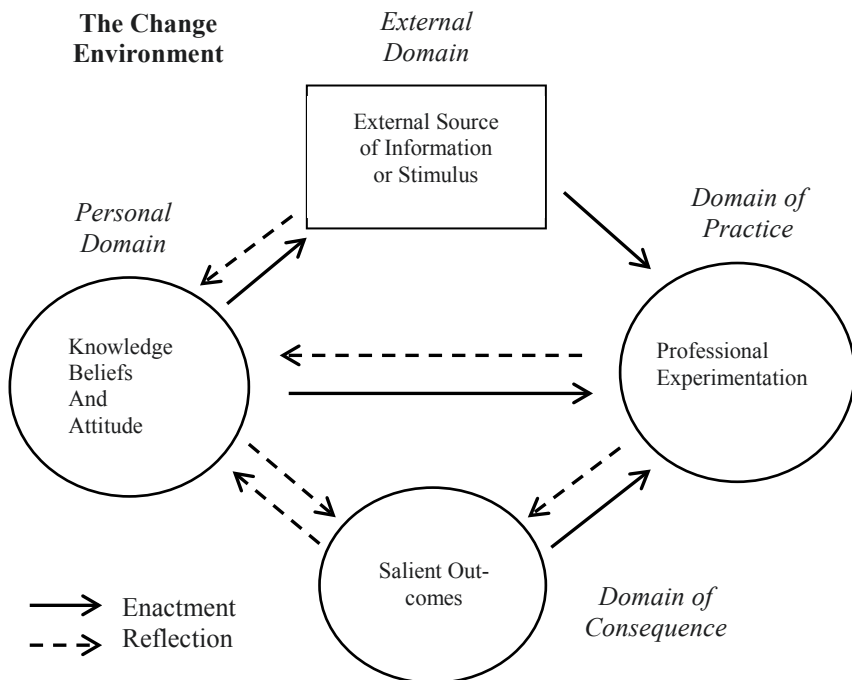 The Change
Environment
External
Domain
External Source
of Information
or Stimulus
Personal
Domain
Domain of
Practice
Knowledge
Beliefs
And
Attitude
Professional
Experimentation
Salient Out-
comes
Domain of
Consequence
Enactment
Reflection